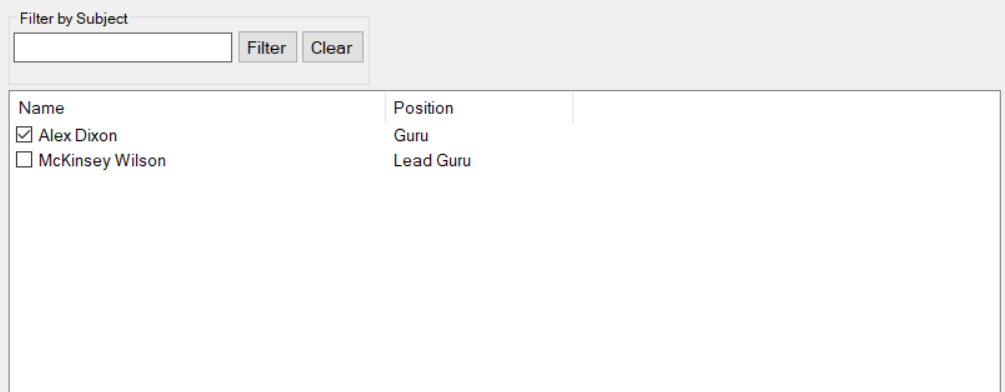 Filter by Subject
Filter Clear
Name Position
Alex Dixon Guru
McKinsey Wilson Lead Guru